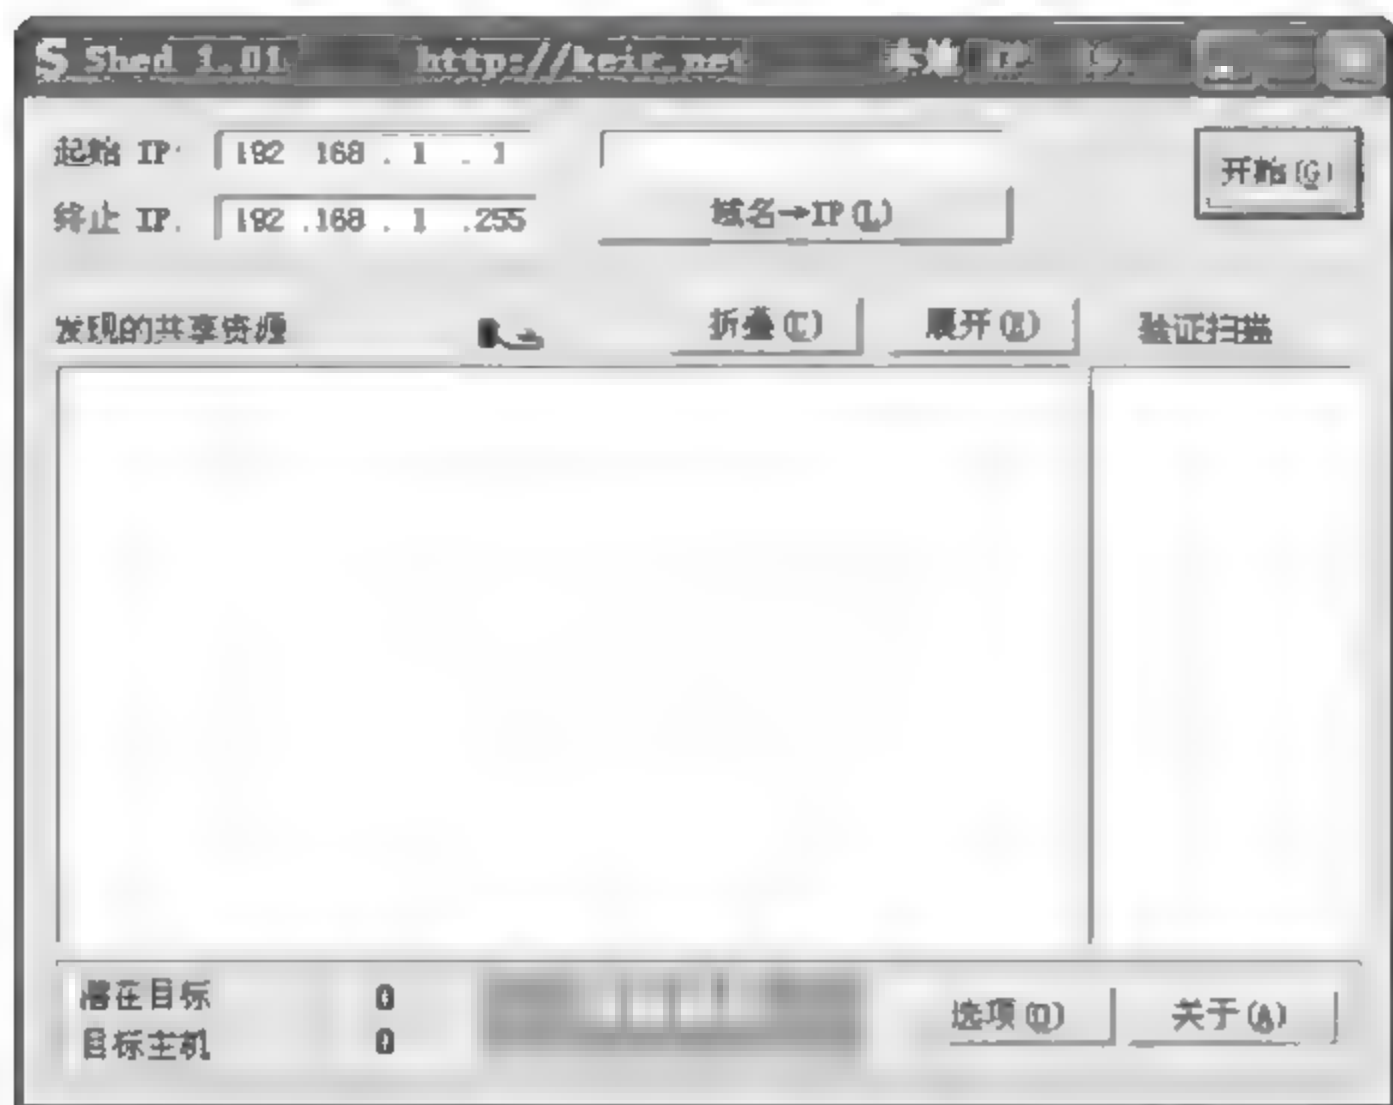 Shed 1.01 http://keir.net
起始 IP: 192 .168 . 1 . 1 开始(G)
终止 IP: 192 .168 . 1 .255 域名→IP(L)
发现的共享资源 折叠(C) 展开(E) 验证扫描
潜在目标 0
目标主机 0
选项(O) 关于(A)